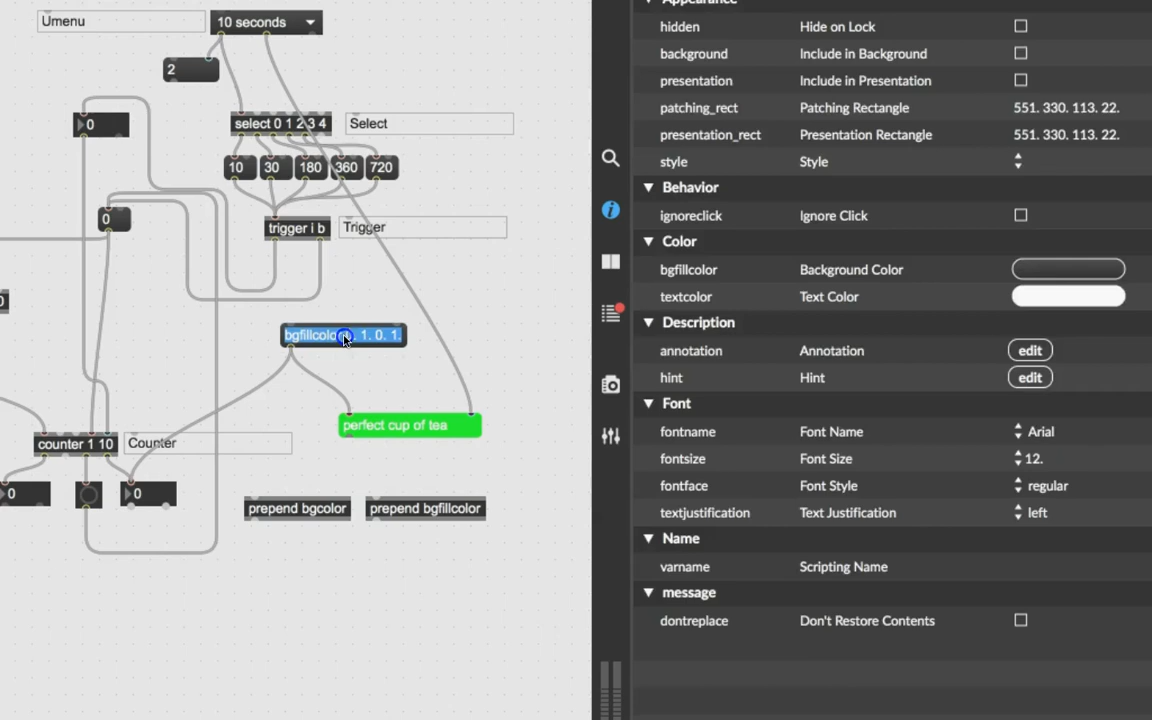 Umenu
10 seconds
2
0
select 0 1 2 3 4
Select
10
30
180
360
720
0
trigger i b
Trigger
bgfillcolo 1. 0. 1.
perfect cup of tea
counter 1 10
Counter
0
0
prepend bgcolor
prepend bgfillcolor
Appearance
hidden Hide on Lock
background Include in Background
presentation Include in Presentation
patching_rect Patching Rectangle 551. 330. 113. 22.
presentation_rect Presentation Rectangle 551. 330. 113. 22.
style Style
Behavior
ignoreclick Ignore Click
Color
bgfillcolor Background Color
textcolor Text Color
Description
annotation Annotation edit
hint Hint edit
Font
fontname Font Name Arial
fontsize Font Size 12.
fontface Font Style regular
textjustification Text Justification left
Name
varname Scripting Name
message
dontreplace Don't Restore Contents